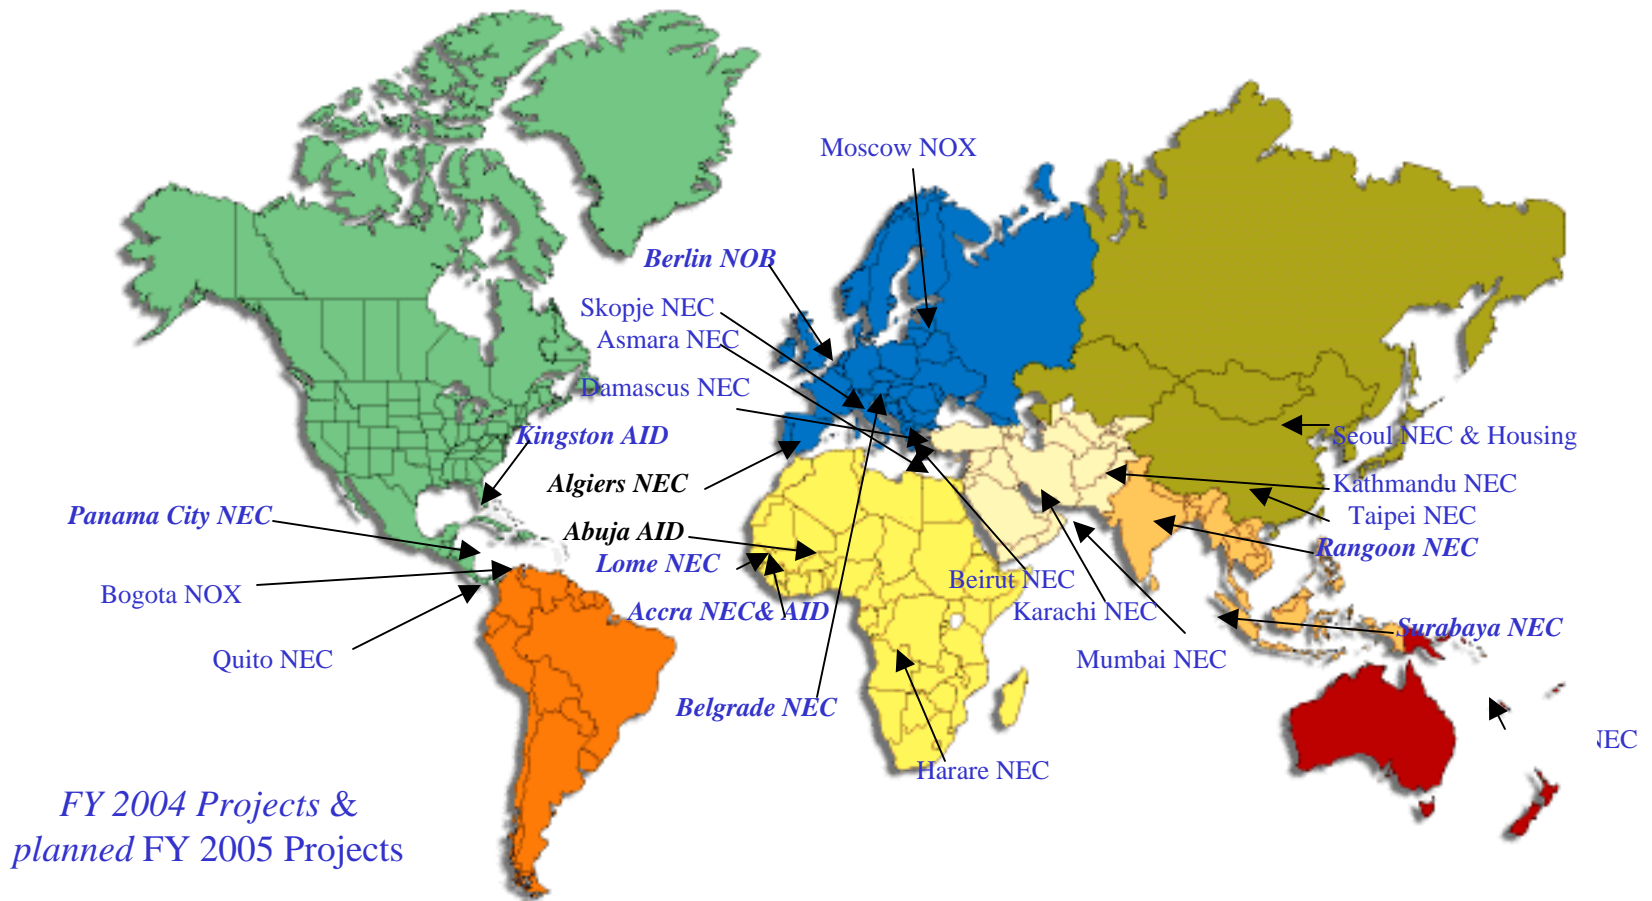 Moscow NOX
Berlin NOB
Skopje NEC
Asmara NEC
Damascus NEC
Kingston AID
Seoul NEC & Housing
Algiers NEC
Kathmandu NEC
Panama City NEC
Taipei NEC
Abuja AID
Rangoon NEC
Lome NEC
Beirut NEC
Bogota NOX
Accra NEC& AID
Karachi NEC
Surabaya NEC
Quito NEC
Mumbai NEC
Belgrade NEC
NEC
Harare NEC
FY 2004 Projects &
planned FY 2005 Projects